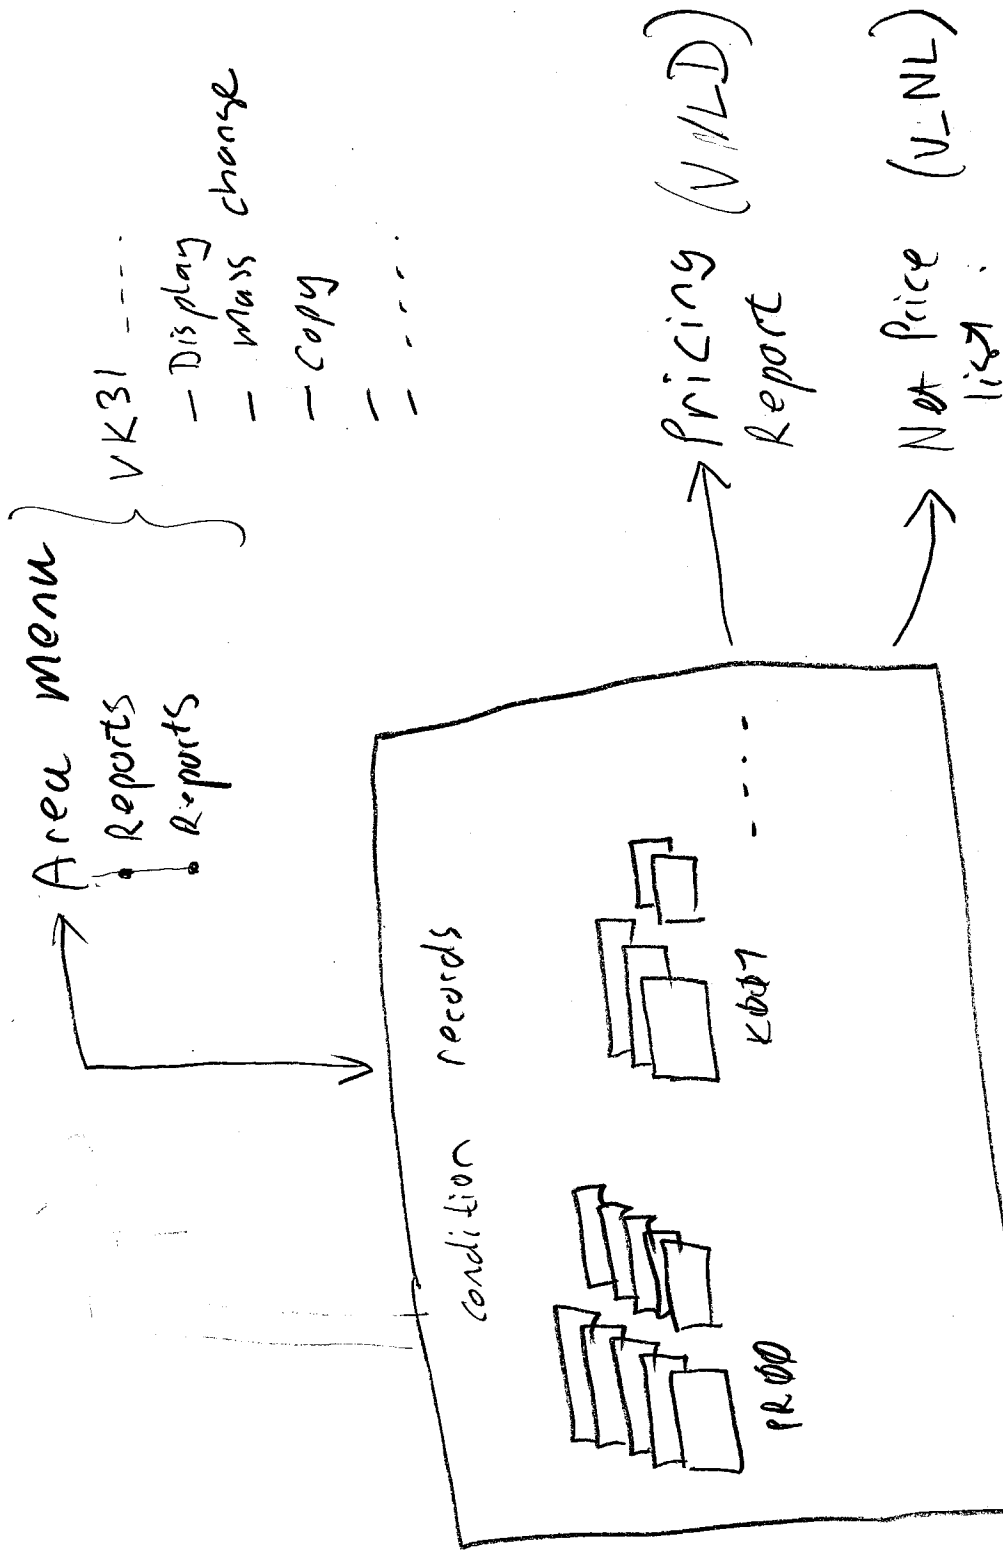 Area menu
Reports
Reports
VK31 ----
- Display
- mass change
- Copy
-
- ....
condition records
PR00
K007
....
Pricing (V/LD)
Report
Net Price (V_NL)
list.